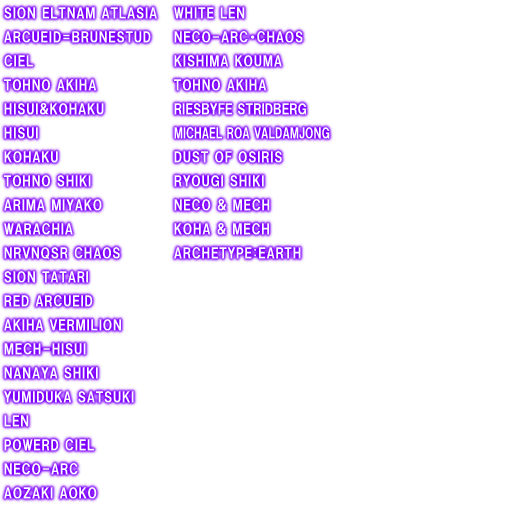 SION ELTNAM ATLASIA
ARCUEID=BRUNESTUD
CIEL
TOHNO AKIHA
HISUI&KOHAKU
HISUI
KOHAKU
TOHNO SHIKI
ARIMA MIYAKO
WARACHIA
NRVNQSR CHAOS
SION TATARI
RED ARCUEID
AKIHA VERMILION
MECH-HISUI
NANAYA SHIKI
YUMIDUKA SATSUKI
LEN
POWERD CIEL
NECO-ARC
AOZAKI AOKO
WHITE LEN
NECO-ARC・CHAOS
KISHIMA KOUMA
TOHNO AKIHA
RIESBYFE STRIDBERG
MICHAEL ROA VALDAMJONG
DUST OF OSIRIS
RYOUGI SHIKI
NECO & MECH
KOHA & MECH
ARCHETYPE:EARTH